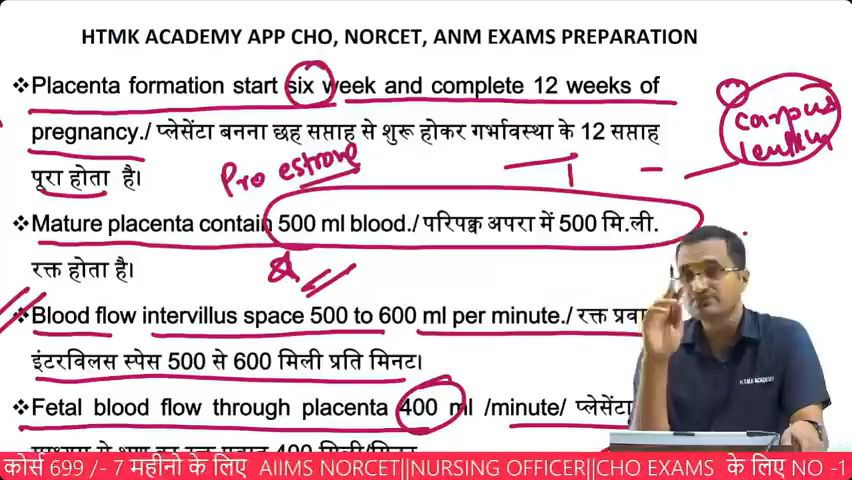 HTMK ACADEMY APP CHO, NORCET, ANM EXAMS PREPARATION
❖Placenta formation start six week and complete 12 weeks of
pregnancy./ प्लेसेंटा बनना छह सप्ताह से शुरू होकर गर्भावस्था के 12 सप्ताह
पूरा होता है।
carpus
Pro estrone
❖Mature placenta contain 500 ml blood./ परिपक्व अपरा में 500 मि.ली.
रक्त होता है।
❖Blood flow intervillus space 500 to 600 ml per minute./ रक्त प्रवा
इंटरविलस स्पेस 500 से 600 मिली प्रति मिनट।
❖Fetal blood flow through placenta 400 ml /minute/ प्लेसेंटा
HTMK ACADEMY
कोर्स 699 /- 7 महीनो के लिए AIIMS NORCET||NURSING OFFICER||CHO EXAMS के लिए NO -1